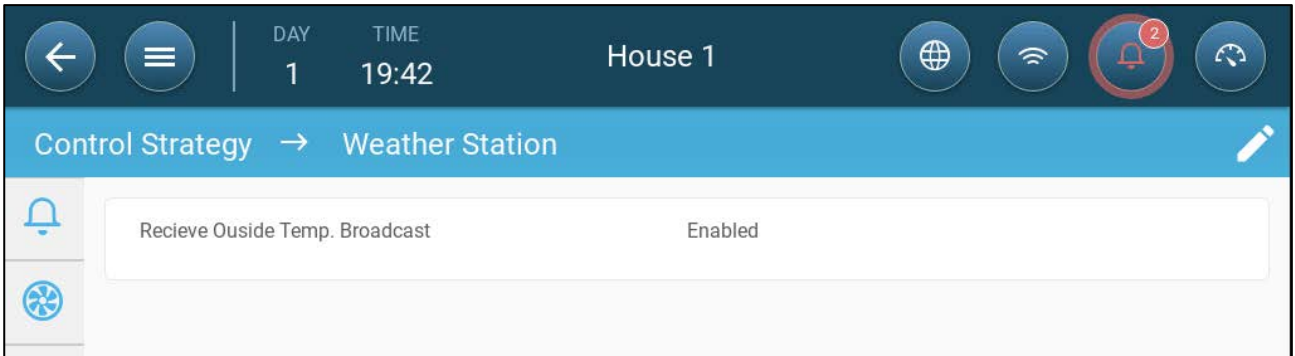 DAY TIME
1 19:42 House 1 2
Control Strategy → Weather Station
Recieve Ouside Temp. Broadcast Enabled